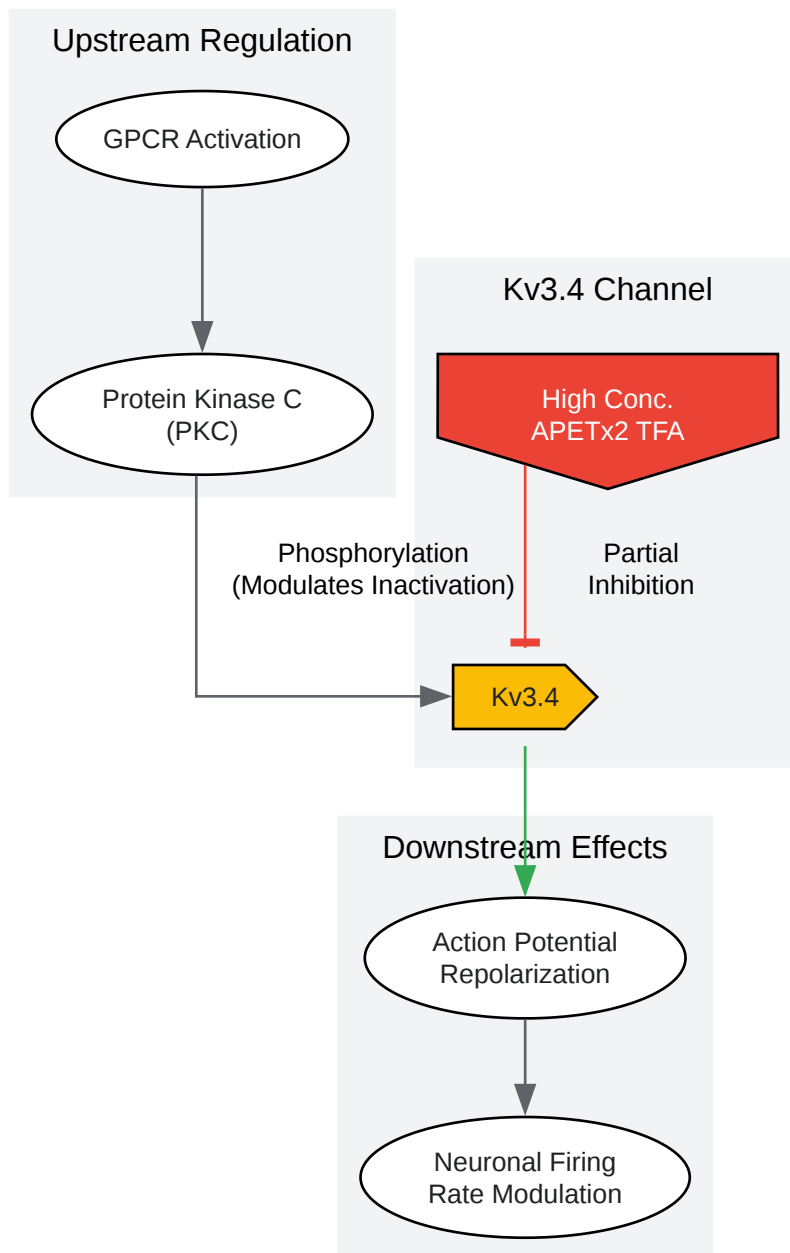 Upstream Regulation
GPCR Activation
Protein Kinase C
(PKC)
Kv3.4 Channel
High Conc.
APETx2 TFA
Phosphorylation
(Modulates Inactivation)
Partial
Inhibition
Kv3.4
Downstream Effects
Action Potential
Repolarization
Neuronal Firing
Rate Modulation